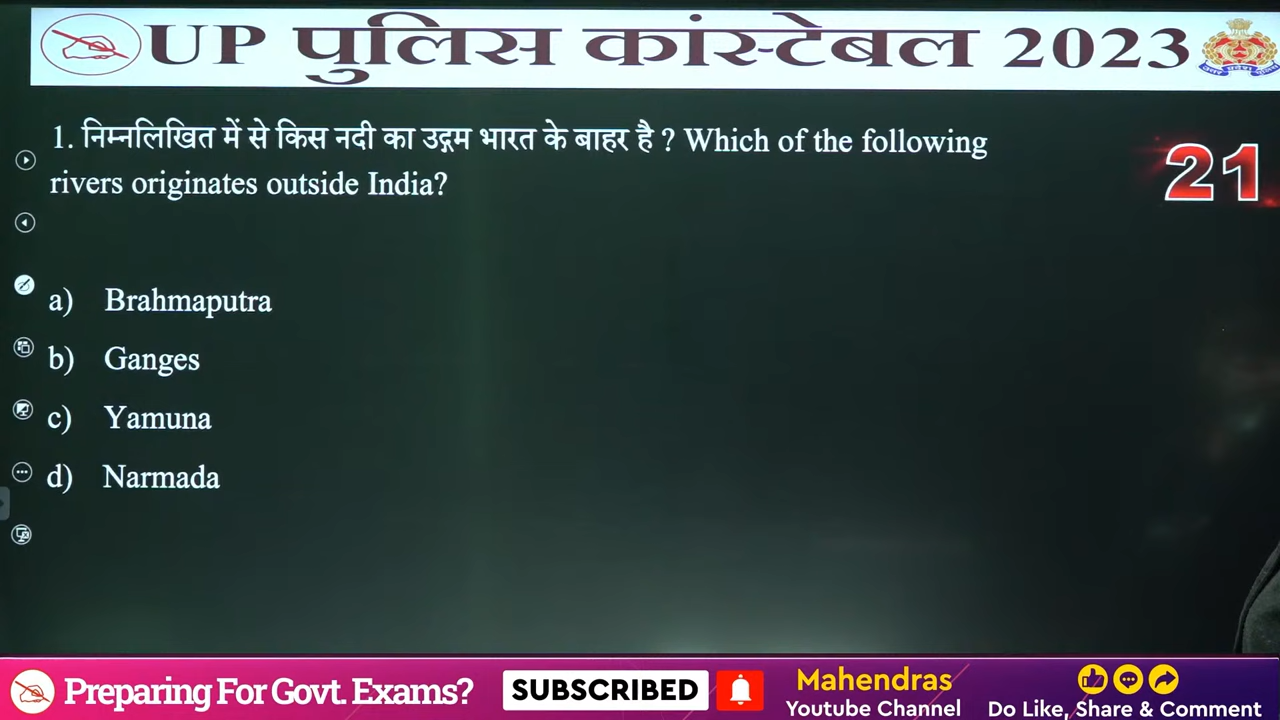 UP पुलिस कांस्टेबल 2023
1. निम्नलिखित में से किस नदी का उद्गम भारत के बाहर है ? Which of the following
rivers originates outside India?
21
a) Brahmaputra
b) Ganges
c) Yamuna
d) Narmada
Preparing For Govt. Exams?
SUBSCRIBED
Mahendras
Youtube Channel
Do Like, Share & Comment